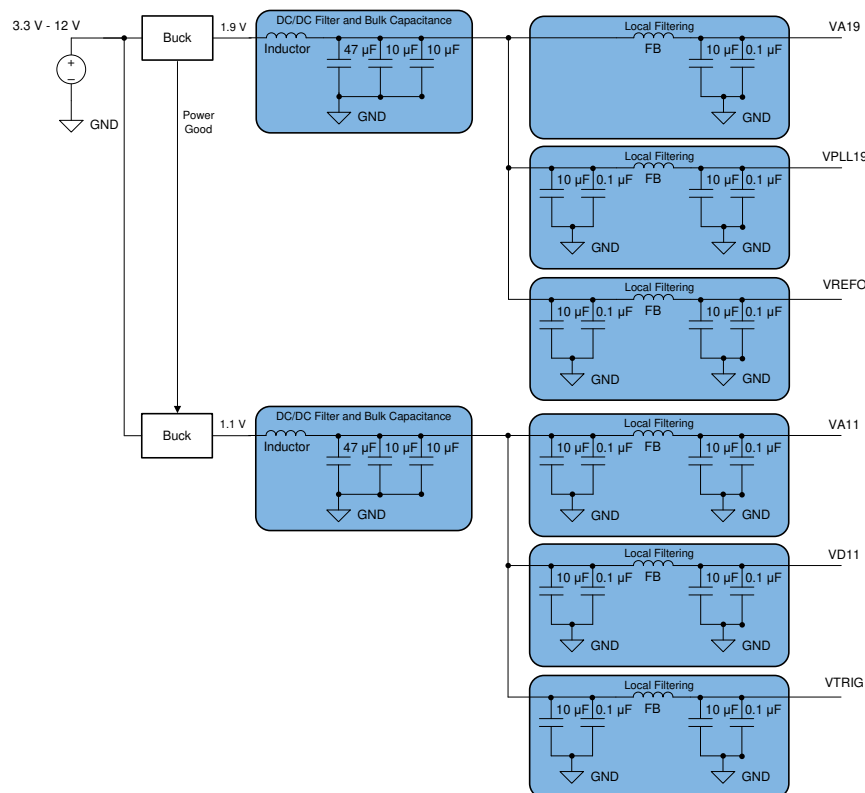 3.3 V - 12 V
Buck
1.9 V
+
–
GND
Power
Good
DC/DC Filter and Bulk Capacitance
Inductor
47 µF
10 µF
10 µF
GND
Local Filtering
FB
10 µF
0.1 µF
GND
VA19
Local Filtering
10 µF
0.1 µF
FB
10 µF
0.1 µF
GND
GND
VPLL19
Local Filtering
10 µF
0.1 µF
FB
10 µF
0.1 µF
GND
GND
VREFO
Buck
1.1 V
DC/DC Filter and Bulk Capacitance
Inductor
47 µF
10 µF
10 µF
GND
Local Filtering
10 µF
0.1 µF
FB
10 µF
0.1 µF
GND
GND
VA11
Local Filtering
10 µF
0.1 µF
FB
10 µF
0.1 µF
GND
GND
VD11
Local Filtering
10 µF
0.1 µF
FB
10 µF
0.1 µF
GND
GND
VTRIG